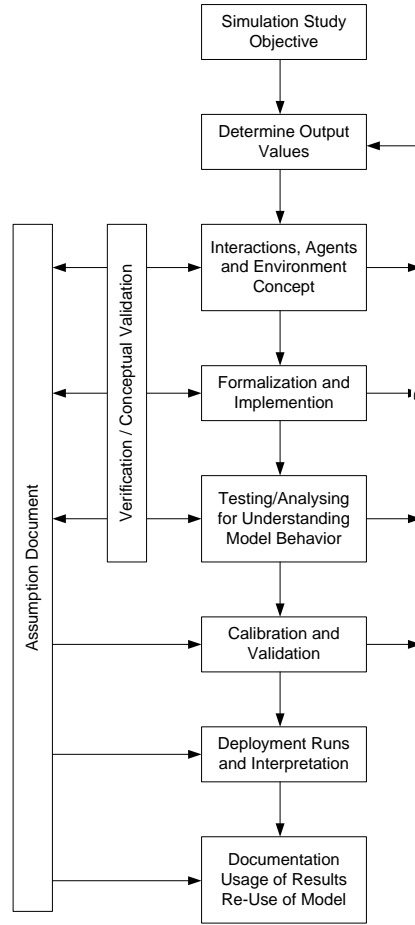 Simulation Study
Objective
Determine Output
Values
Interactions, Agents
and Environment
Concept
Formalization and
Implemention
Testing/Analysing
for Understanding
Model Behavior
Calibration and
Validation
Deployment Runs
and Interpretation
Documentation
Usage of Results
Re-Use of Model
Verification / Conceptual Validation
Assumption Document